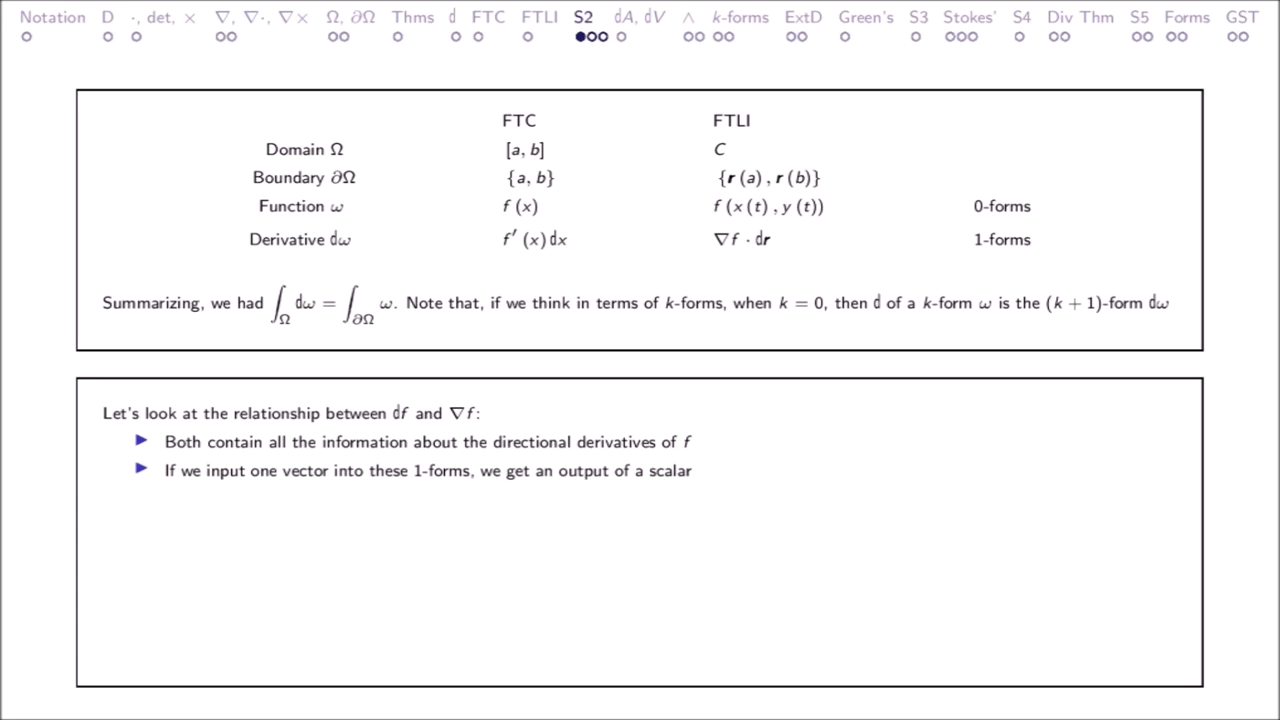 Notation D ·, det, × ∇, ∇·, ∇× Ω, ∂Ω Thms d FTC FTLI S2 dA, dV ∧ k-forms ExtD Green's S3 Stokes' S4 Div Thm S5 Forms GST
FTC FTLI
Domain Ω [a, b] C
Boundary ∂Ω {a, b} {r (a) , r (b)}
Function ω f (x) f (x (t) , y (t)) 0-forms
Derivative dω f′ (x) dx ∇f · dr 1-forms
Summarizing, we had ∫_Ω dω = ∫_∂Ω ω. Note that, if we think in terms of k-forms, when k = 0, then d of a k-form ω is the (k + 1)-form dω
Let's look at the relationship between df and ∇f:
▶ Both contain all the information about the directional derivatives of f
▶ If we input one vector into these 1-forms, we get an output of a scalar